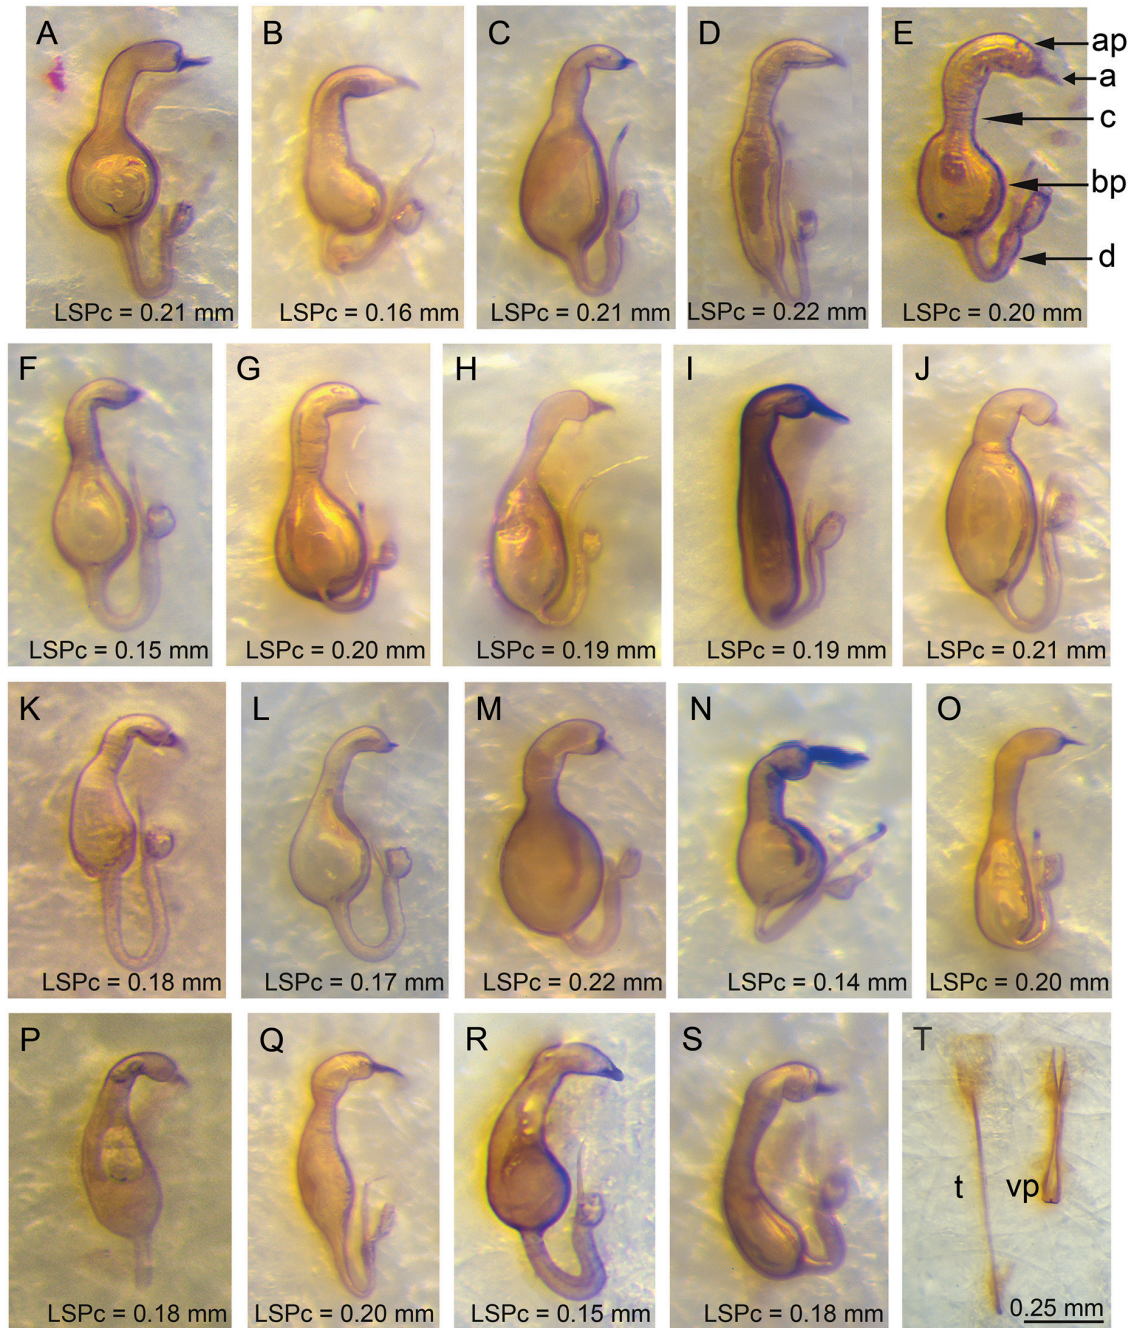 A
B
C
D
E
ap
a
c
bp
d
LSPc = 0.21 mm
LSPc = 0.16 mm
LSPc = 0.21 mm
LSPc = 0.22 mm
LSPc = 0.20 mm
F
G
H
I
J
LSPc = 0.15 mm
LSPc = 0.20 mm
LSPc = 0.19 mm
LSPc = 0.19 mm
LSPc = 0.21 mm
K
L
M
N
O
LSPc = 0.18 mm
LSPc = 0.17 mm
LSPc = 0.22 mm
LSPc = 0.14 mm
LSPc = 0.20 mm
P
Q
R
S
T
t
vp
LSPc = 0.18 mm
LSPc = 0.20 mm
LSPc = 0.15 mm
LSPc = 0.18 mm
0.25 mm